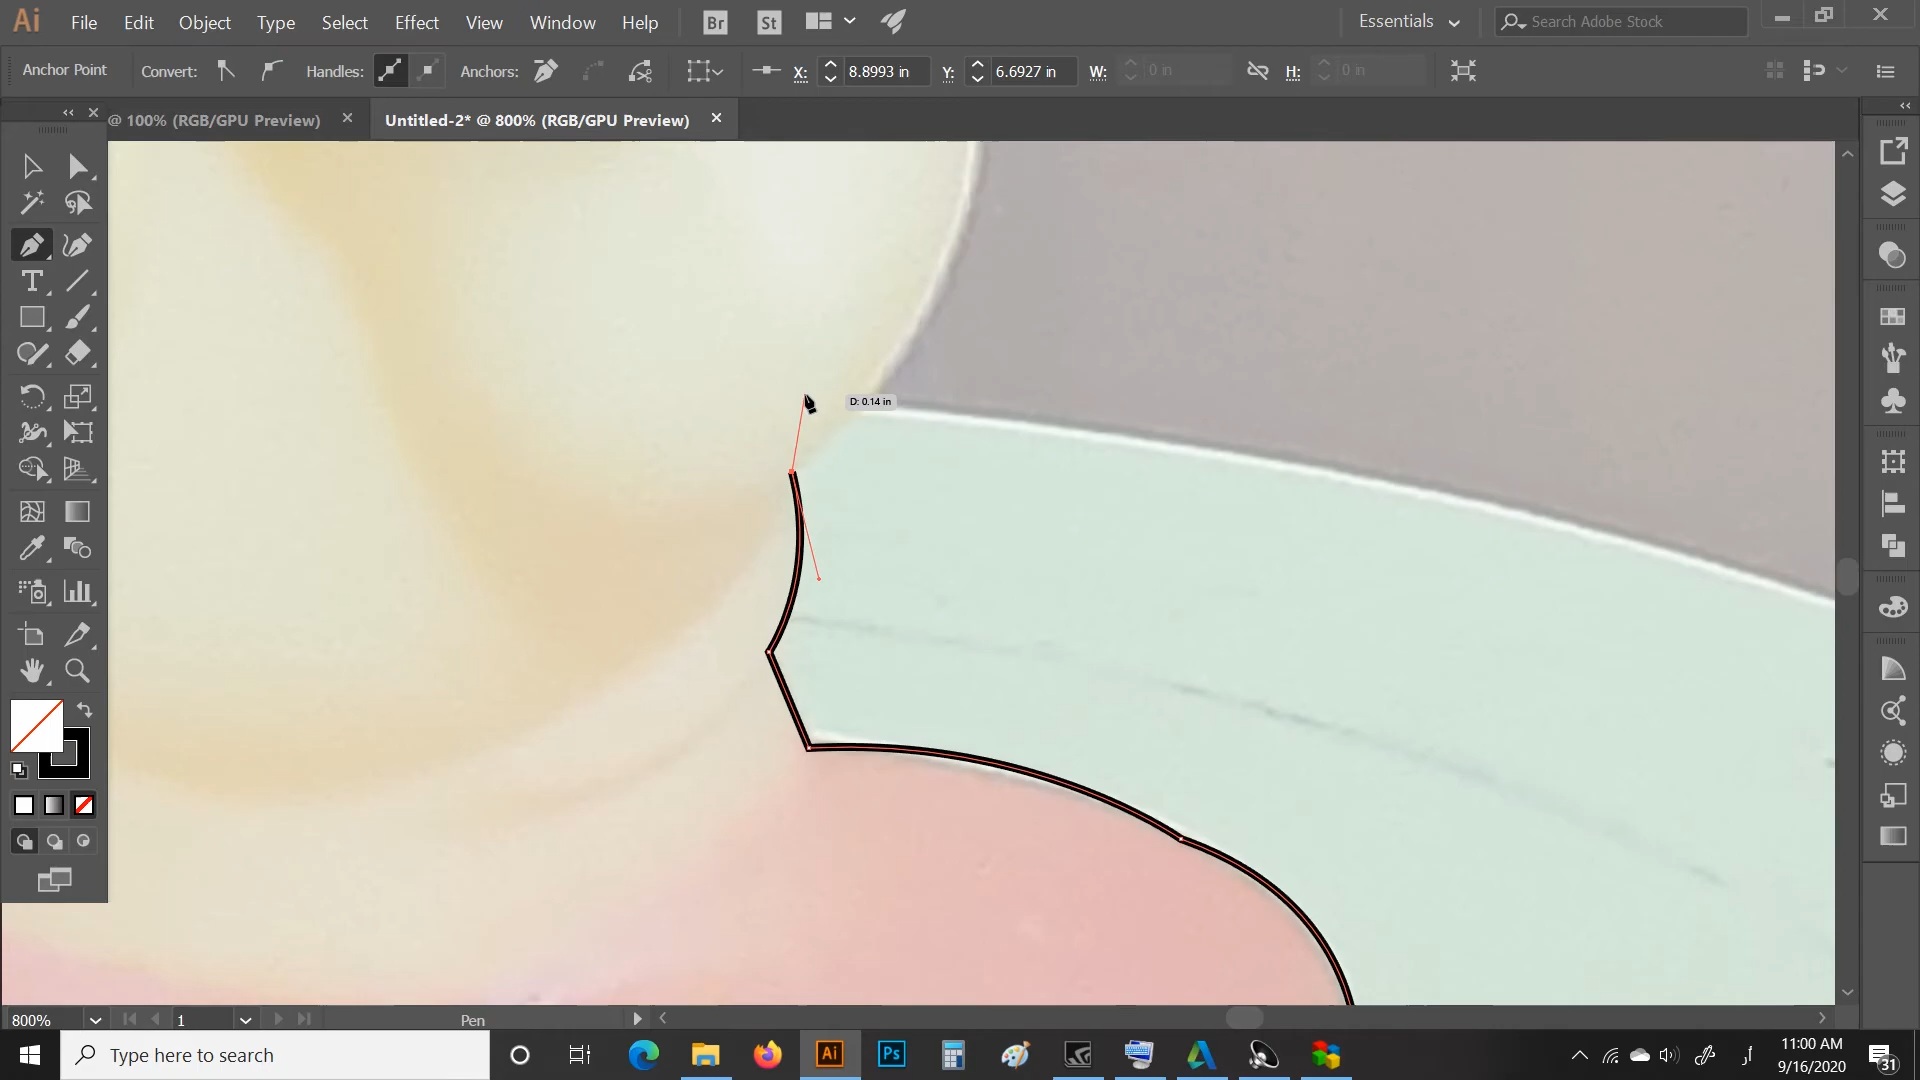 Ai File Edit Object Type Select Effect View Window Help Br St Essentials Search Adobe Stock
Anchor Point Convert: Handles: Anchors: X: 8.8993 in Y: 6.6927 in W: 0 in H: 0 in
@ 100% (RGB/GPU Preview) Untitled-2* @ 800% (RGB/GPU Preview)
D: 0.14 in
800% 1 Pen
Type here to search Ai Ps أر 11:00 AM
9/16/2020 31